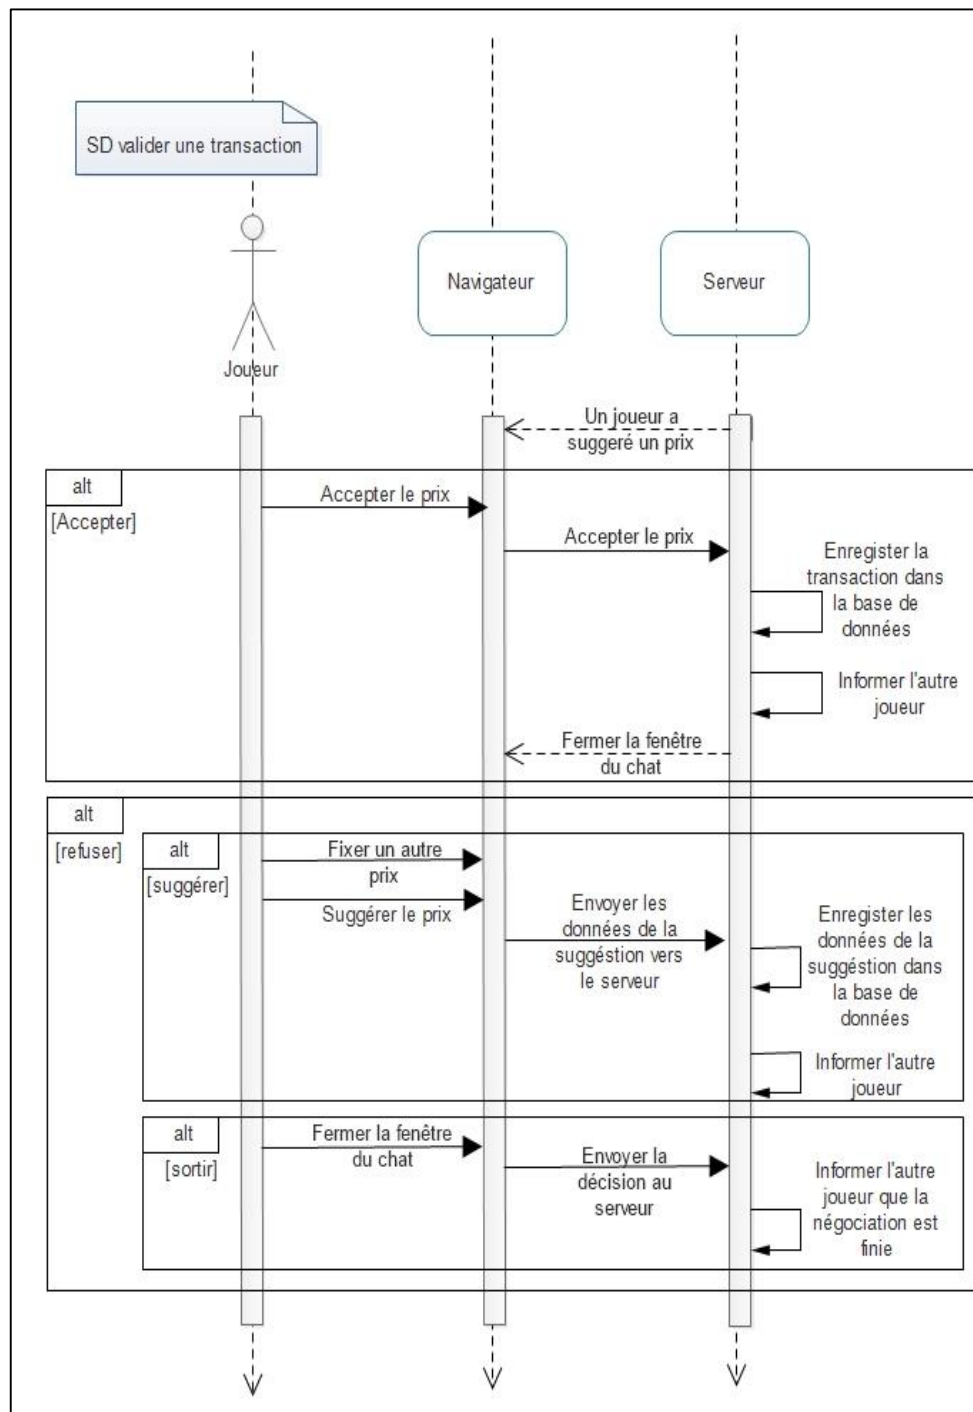 SD valider une transaction
Navigateur
Serveur
Joueur
Un joueur a
suggeré un prix
alt
[Accepter]
Accepter le prix
Accepter le prix
Enregister la
transaction dans
la base de
données
Informer l'autre
joueur
Fermer la fenêtre
du chat
alt
[refuser]
alt
[suggérer]
Fixer un autre
prix
Suggérer le prix
Envoyer les
données de la
suggéstion vers
le serveur
Enregister les
données de la
suggéstion dans
la base de
données
Informer l'autre
joueur
alt
[sortir]
Fermer la fenêtre
du chat
Envoyer la
décision au
serveur
Informer l'autre
joueur que la
négociation est
finie